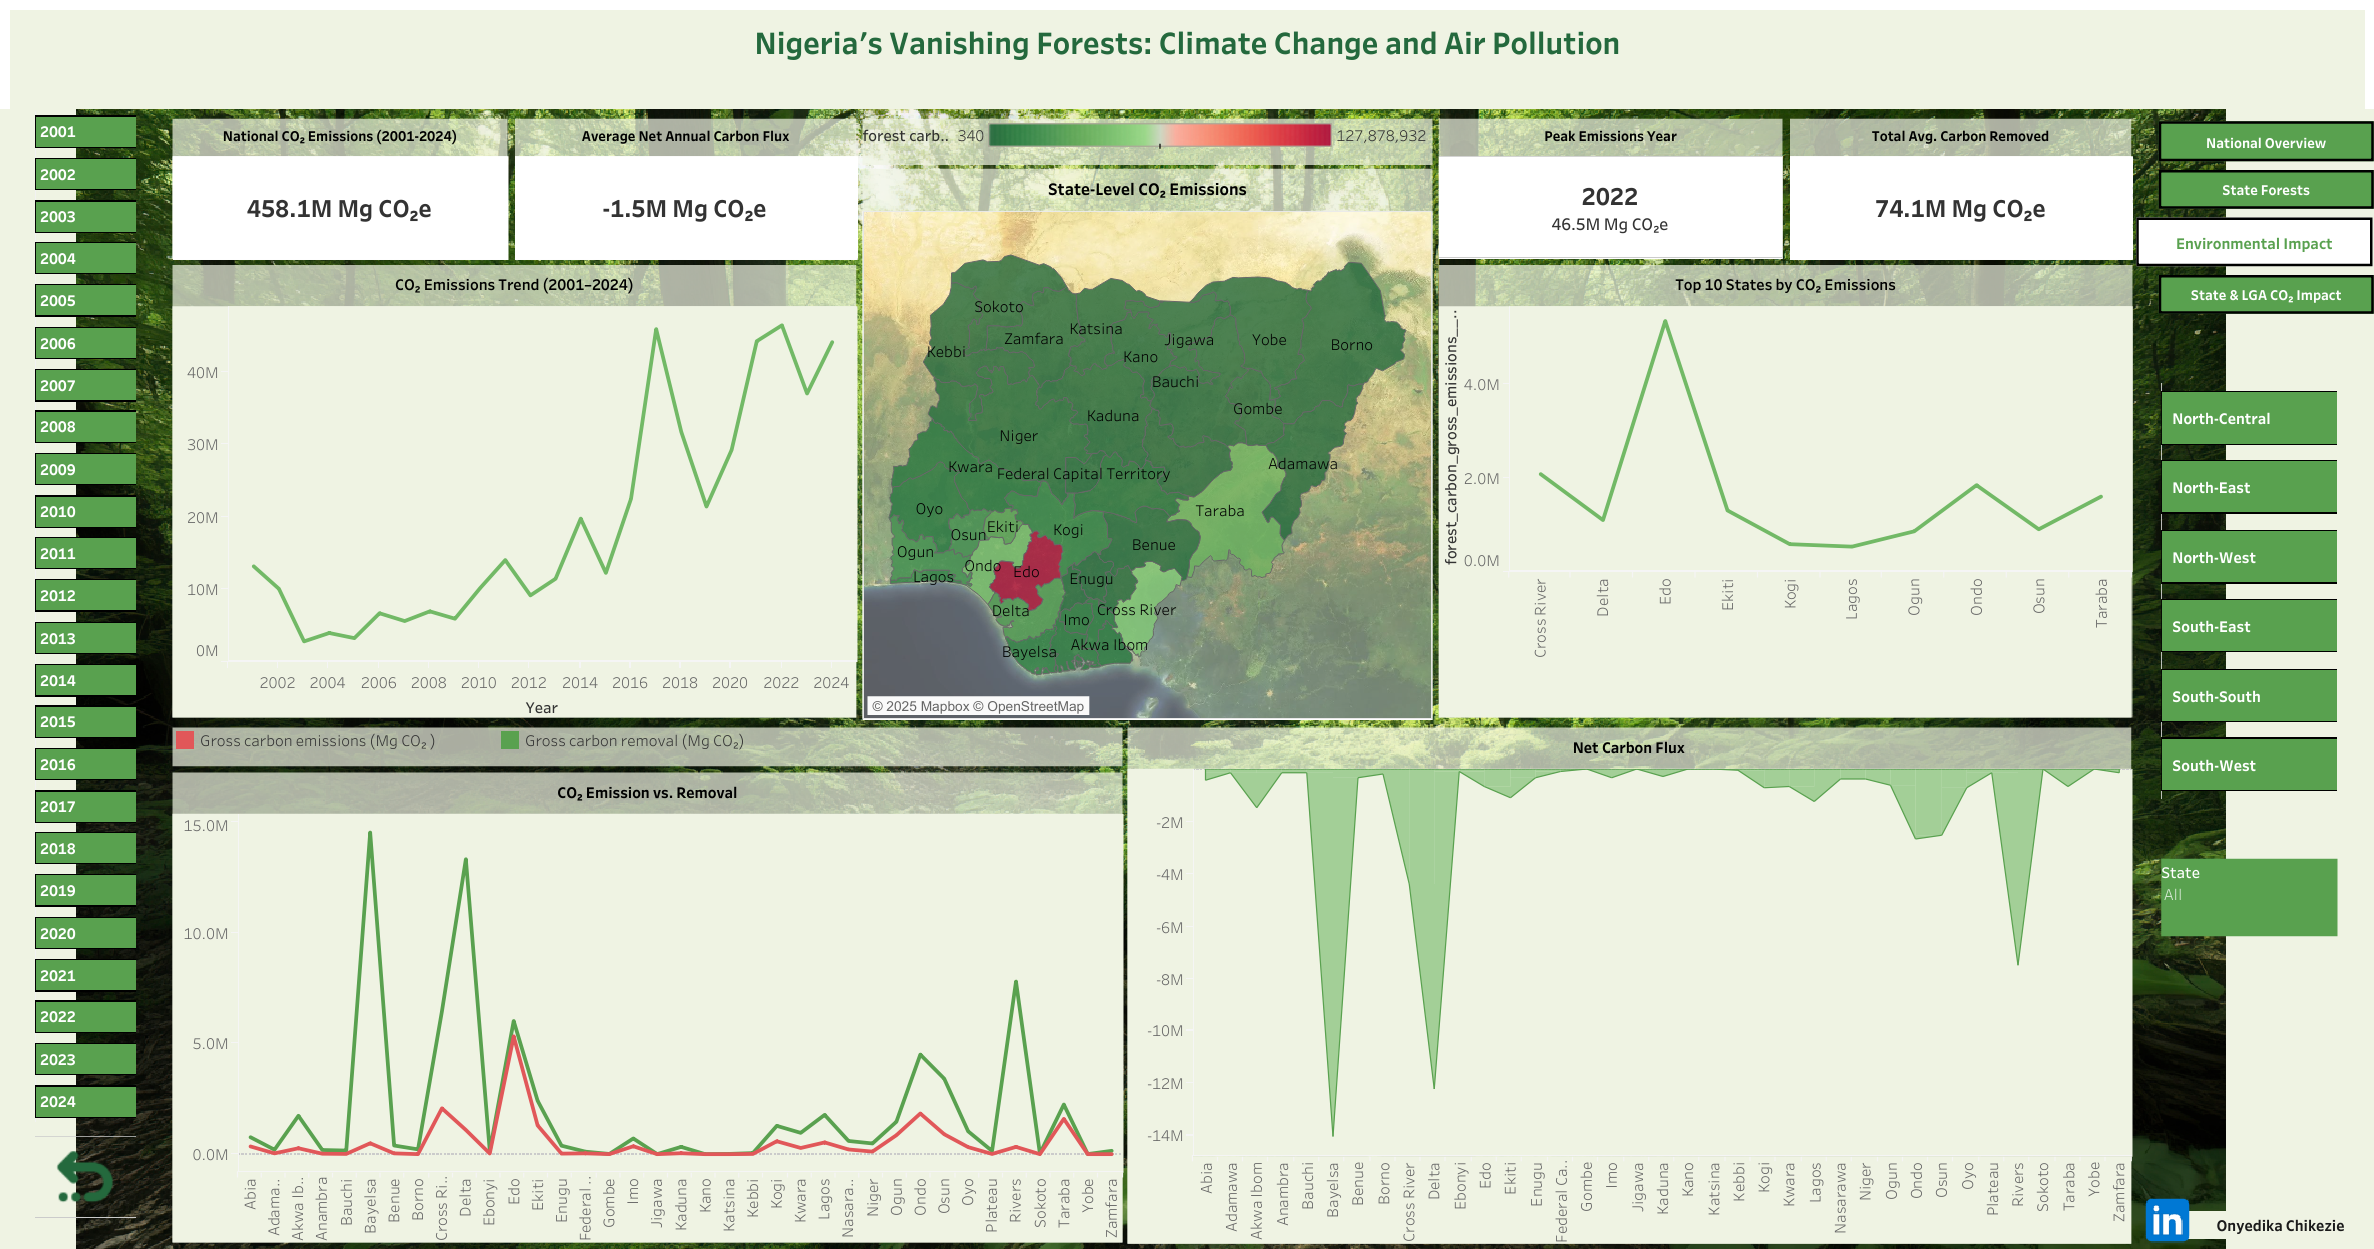 Nigeria's Vanishing Forests: Climate Change and Air Pollution
2001
2002
2003
2004
2005
2006
2007
2008
2009
2010
2011
2012
2013
2014
2015
2016
2017
2018
2019
2020
2021
2022
2023
2024
National CO₂ Emissions (2001-2024)
458.1M Mg CO₂e
Average Net Annual Carbon Flux
-1.5M Mg CO₂e
forest carb.. 340 127,878,932
State-Level CO₂ Emissions
Peak Emissions Year
2022
46.5M Mg CO₂e
Total Avg. Carbon Removed
74.1M Mg CO₂e
National Overview
State Forests
Environmental Impact
State & LGA CO₂ Impact
CO₂ Emissions Trend (2001–2024)
40M
30M
20M
10M
0M
2002 2004 2006 2008 2010 2012 2014 2016 2018 2020 2022 2024
Year
Sokoto
Zamfara
Katsina
Kebbi
Jigawa
Kano
Yobe
Borno
Bauchi
Kaduna
Gombe
Niger
Kwara
Federal Capital Territory
Adamawa
Oyo
Taraba
Ekiti
Osun
Kogi
Ogun
Benue
Ondo
Edo
Lagos
Enugu
Delta
Cross River
Imo
Akwa Ibom
Bayelsa
© 2025 Mapbox © OpenStreetMap
Top 10 States by CO₂ Emissions
forest_carbon_gross_emissions__..
4.0M
2.0M
0.0M
Cross River
Delta
Edo
Ekiti
Kogi
Lagos
Ogun
Ondo
Osun
Taraba
North-Central
North-East
North-West
South-East
South-South
South-West
State
All
Gross carbon emissions (Mg CO₂ )
Gross carbon removal (Mg CO₂)
CO₂ Emission vs. Removal
15.0M
10.0M
5.0M
0.0M
Abia
Adama..
Akwa Ib..
Anambra
Bauchi
Bayelsa
Benue
Borno
Cross Ri..
Delta
Ebonyi
Edo
Ekiti
Enugu
Federal ..
Gombe
Imo
Jigawa
Kaduna
Kano
Katsina
Kebbi
Kogi
Kwara
Lagos
Nasara..
Niger
Ogun
Ondo
Osun
Oyo
Plateau
Rivers
Sokoto
Taraba
Yobe
Zamfara
Net Carbon Flux
-2M
-4M
-6M
-8M
-10M
-12M
-14M
Abia
Adamawa
Akwa Ibom
Anambra
Bauchi
Bayelsa
Benue
Borno
Cross River
Delta
Ebonyi
Edo
Ekiti
Enugu
Federal Ca..
Gombe
Imo
Jigawa
Kaduna
Kano
Katsina
Kebbi
Kogi
Kwara
Lagos
Nasarawa
Niger
Ogun
Ondo
Osun
Oyo
Plateau
Rivers
Sokoto
Taraba
Yobe
Zamfara
in
Onyedika Chikezie